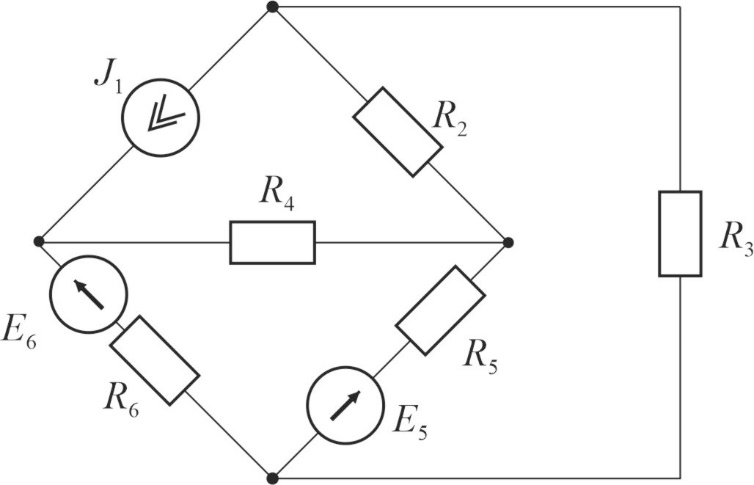 J₁
R₂
R₄
R₃
E₆
R₅
R₆
E₅